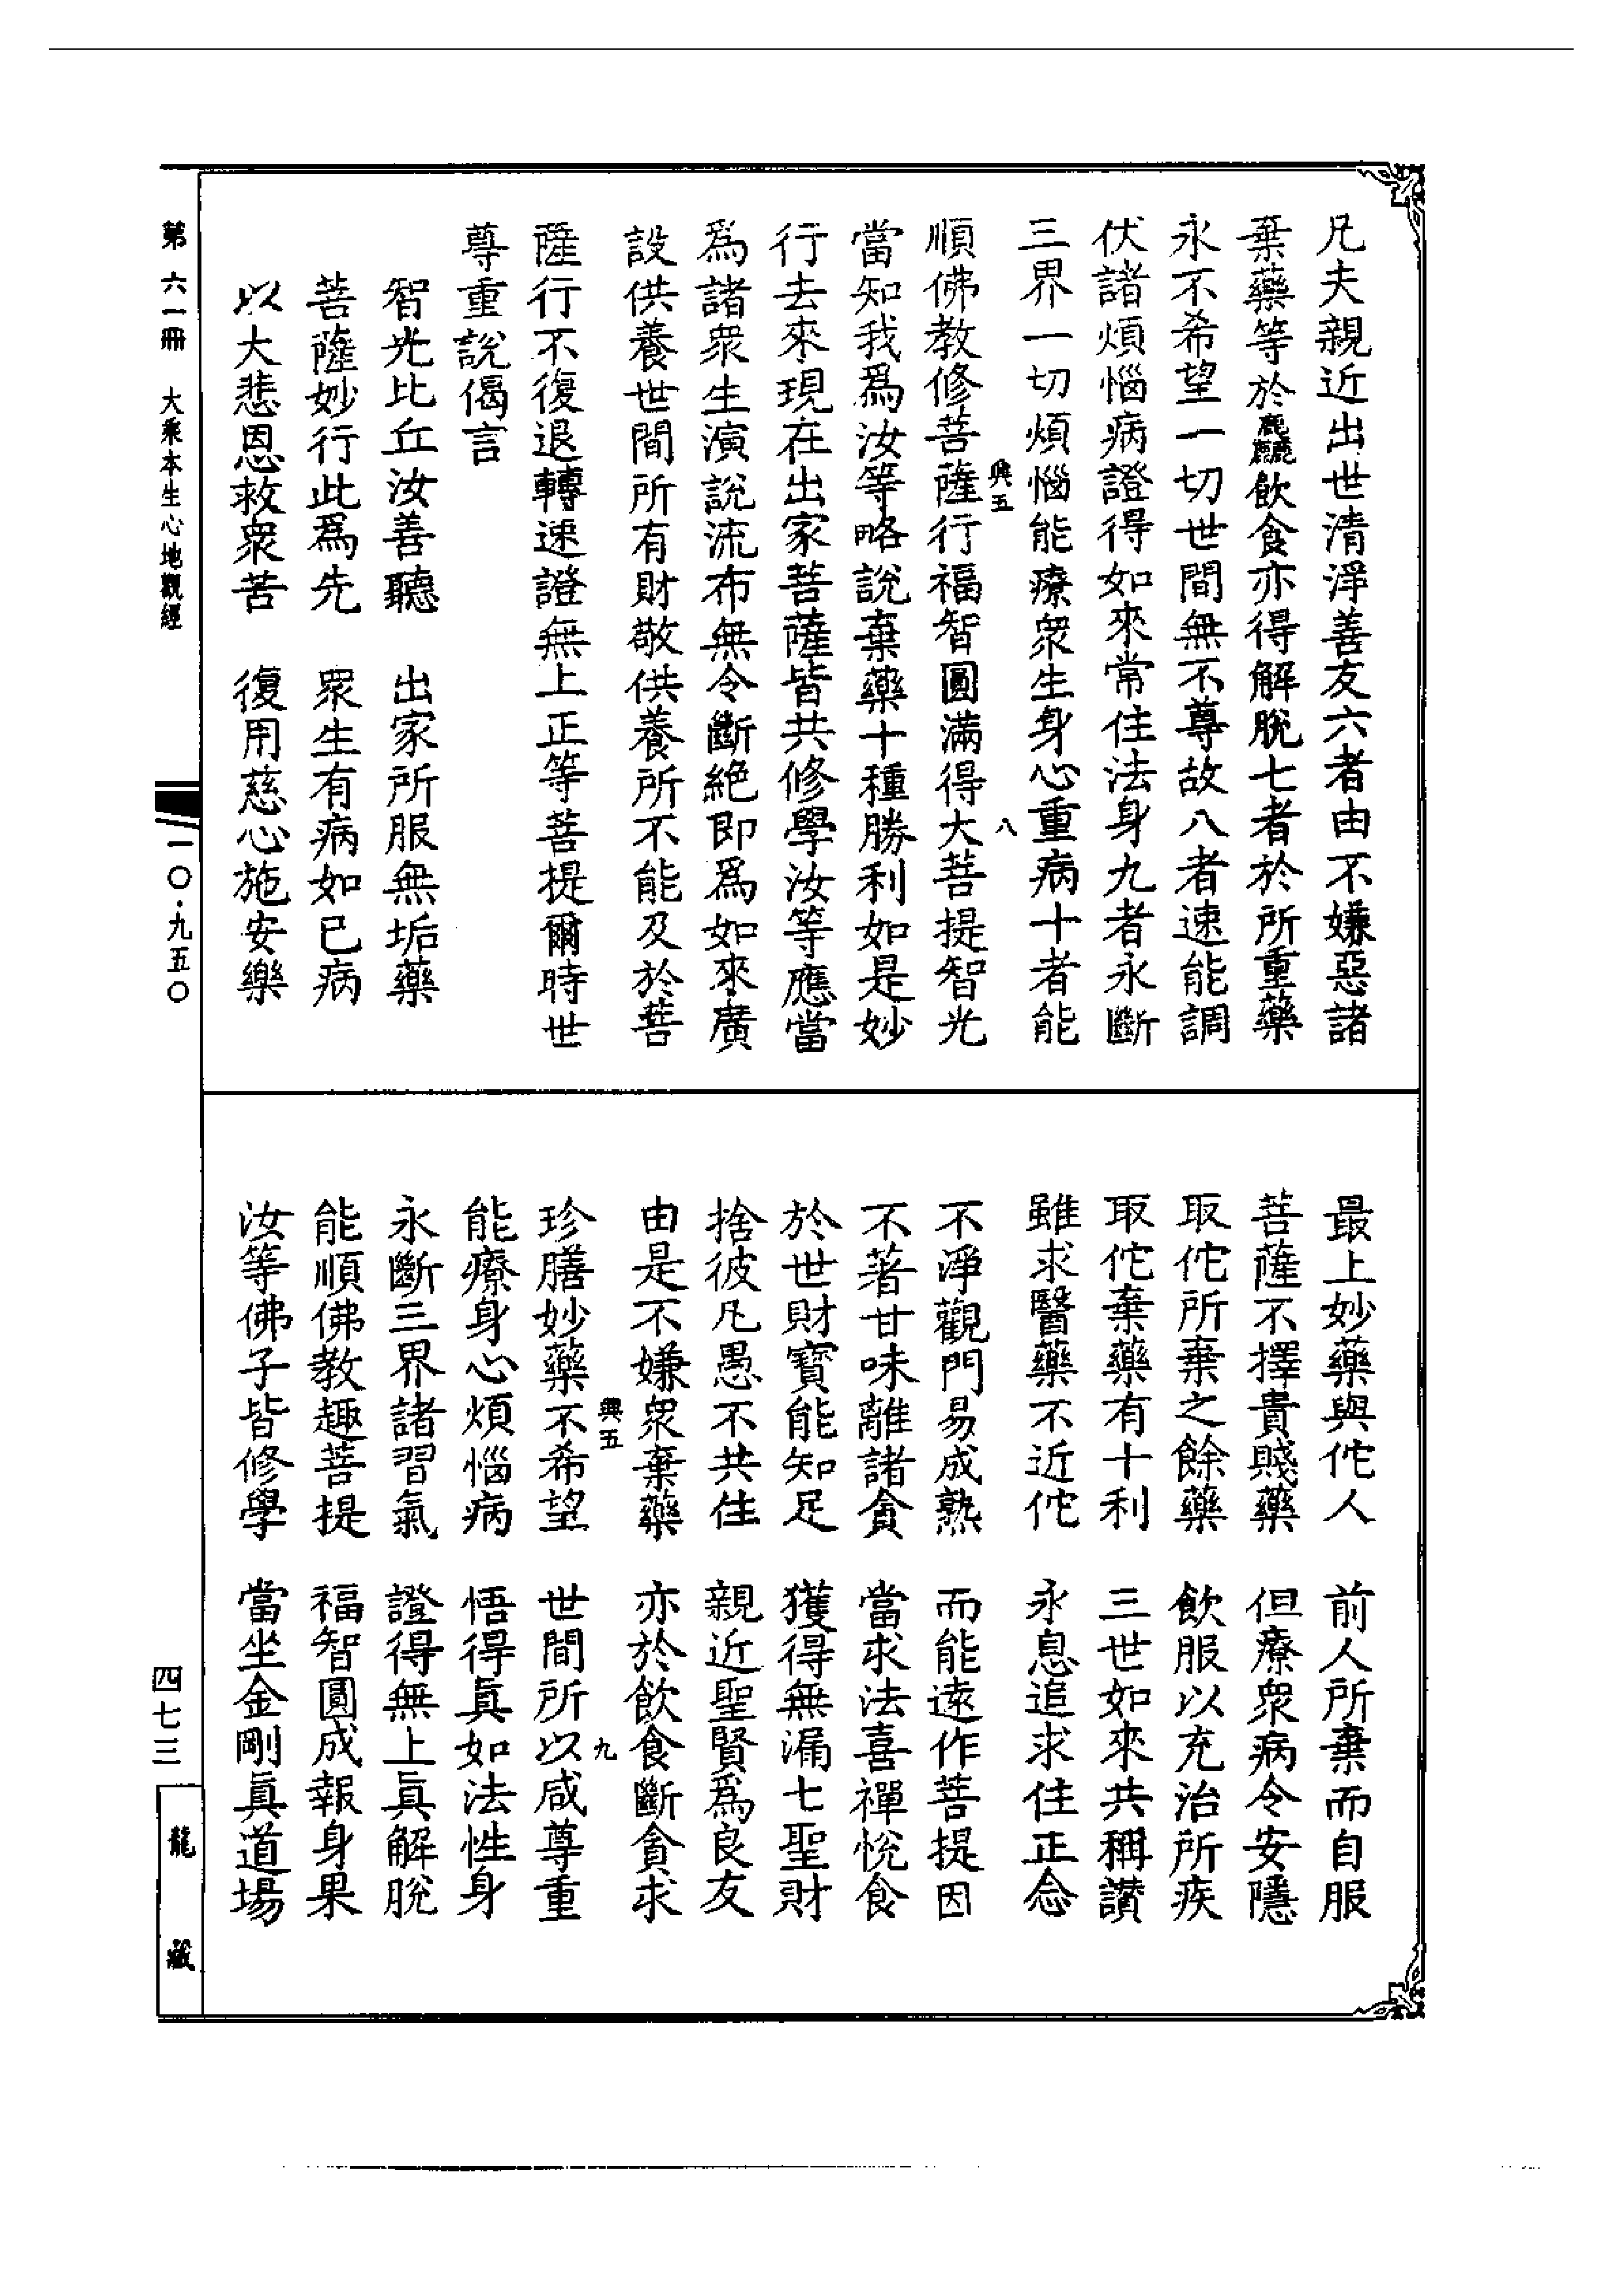 凡夫親近出世清淨善友六者由不嫌惡諸
棄藥等於麤飲食亦得解脫七者於所重藥
永不希望一切世間無不尊故八者速能調
伏諸煩惱病證得如來常住法身九者永斷
三界一切煩惱能療眾生身心重病十者能
興五 八
順佛教修菩薩行福智圓滿得大菩提智光
當知我為汝等略說棄藥十種勝利如是妙
行去來現在出家菩薩皆共修學汝等應當
為諸眾生演說流布無令斷絕即為如來廣
設供養世間所有財敬供養所不能及於菩
薩行不復退轉速證無上正等菩提爾時世
尊重說偈言
智光比丘汝善聽 出家所服無垢藥
菩薩妙行此為先 眾生有病如已病
以大悲恩救眾苦 復用慈心施安樂
最上妙藥與佗人 前人所棄而自服
菩薩不擇貴賤藥 但療眾病令安隱
取佗所棄之餘藥 飲服以充治所疾
取佗棄藥有十利 三世如來共稱讚
雖求醫藥不近佗 永息追求住正念
不淨觀門易成熟 而能遠作菩提因
不著甘味離諸貪 當求法喜禪悅食
於世財寶能知足 獲得無漏七聖財
捨彼凡愚不共住 親近聖賢為良友
由是不嫌眾棄藥 亦於飲食斷貪求
興五 九
珍膳妙藥不希望 世間所以咸尊重
能療身心煩惱病 悟得真如法性身
永斷三界諸習氣 證得無上真解脫
能順佛教趣菩提 福智圓成報身果
汝等佛子皆修學 當坐金剛真道場
第六一冊 大乘本生心地觀經
一〇·九五〇
四七三
龍藏